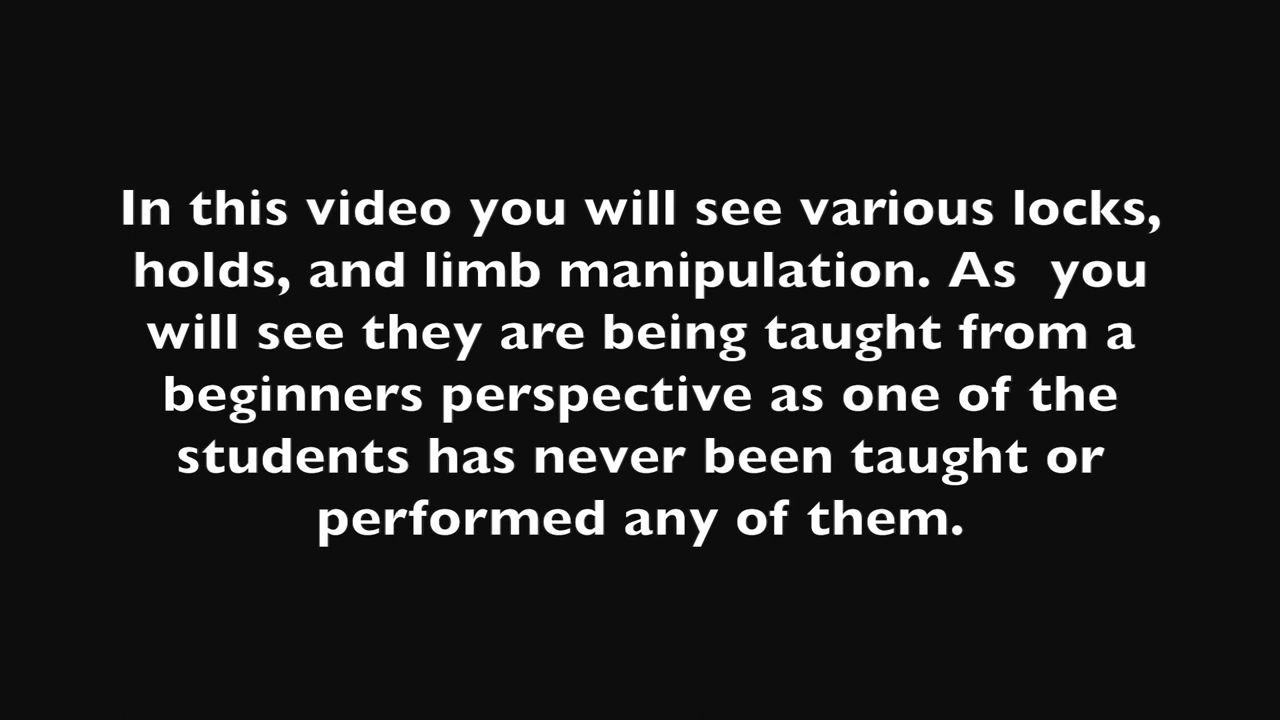 In this video you will see various locks,
holds, and limb manipulation. As  you
will see they are being taught from a
beginners perspective as one of the
students has never been taught or
performed any of them.